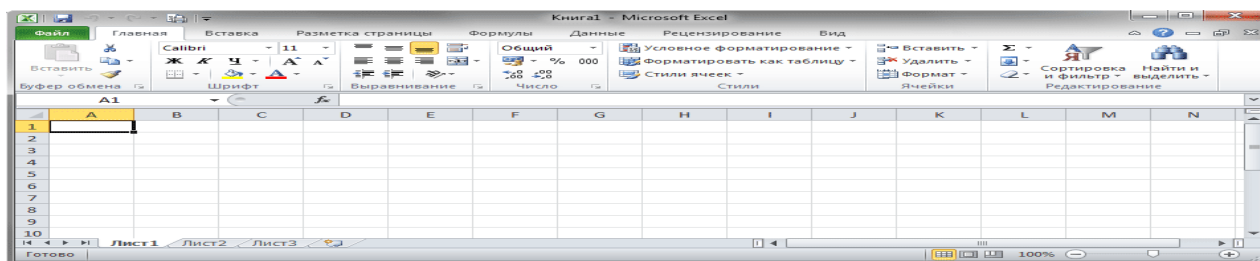 Книга1 - Microsoft Excel
Файл Главная Вставка Разметка страницы Формулы Данные Рецензирование Вид
Calibri 11 Общий Условное форматирование Вставить Σ
Ж К Ч А А % 000 Форматировать как таблицу Удалить
Вставить А Стили ячеек Формат Сортировка и фильтр Найти и выделить
Буфер обмена Шрифт Выравнивание Число Стили Ячейки Редактирование
A1 fx
A B C D E F G H I J K L M N
1
2
3
4
5
6
7
8
9
10
Лист1 Лист2 Лист3
Готово 100%